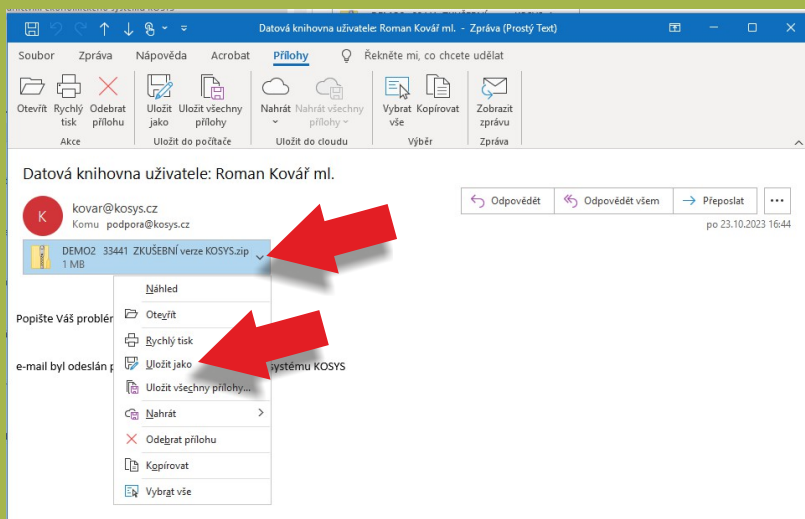 Datová knihovna uživatele: Roman Kovář ml. - Zpráva (Prostý Text)
Soubor Zpráva Nápověda Acrobat Přílohy Řekněte mi, co chcete udělat
Otevřít Rychlý tisk Odebrat přílohu Uložit jako Uložit všechny přílohy Nahrát Nahrát všechny přílohy Vybrat vše Kopírovat Zobrazit zprávu
Akce Uložit do počítače Uložit do cloudu Výběr Zpráva
Datová knihovna uživatele: Roman Kovář ml.
K
kovar@kosys.cz
Komu podpora@kosys.cz
Odpovědět Odpovědět všem Přeposlat
po 23.10.2023 16:44
DEMO2 33441 ZKUŠEBNÍ verze KOSYS.zip
1 MB
Náhled
Otevřít
Popište Váš problém
Rychlý tisk
Uložit jako
e-mail byl odeslán systému KOSYS
Uložit všechny přílohy...
Nahrát
Odebrat přílohu
Kopírovat
Vybrat vše